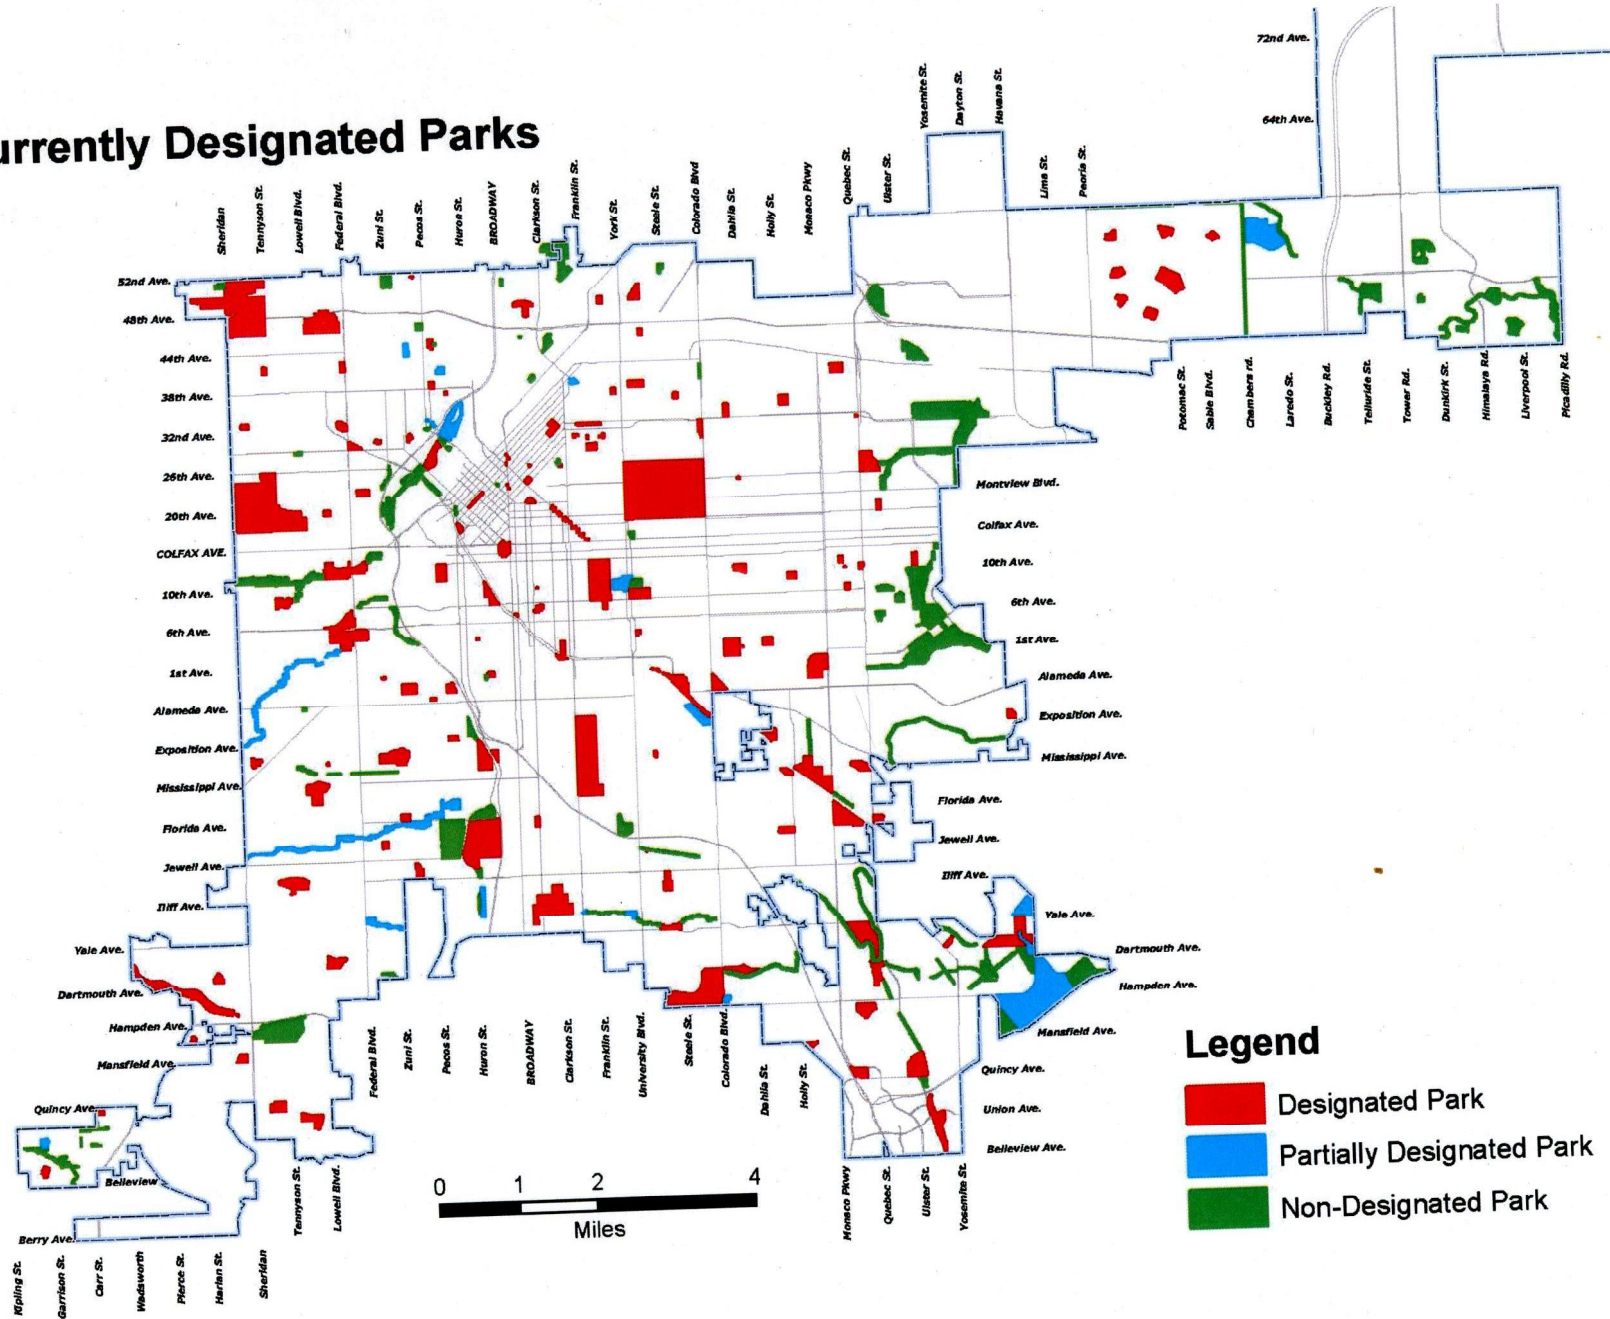 urrently Designated Parks
72nd Ave.
64th Ave.
Yosemite St.
Dayton St.
Havana St.
Sheridan
Tennyson St.
Lowell Blvd.
Federal Blvd.
Zuni St.
Pecos St.
Huron St.
BROADWAY
Clarkson St.
Franklin St.
York St.
Steele St.
Colorado Blvd
Dahlia St.
Holly St.
Monaco Pkwy
Quebec St.
Ulster St.
Lima St.
Peoria St.
52nd Ave.
48th Ave.
44th Ave.
38th Ave.
32nd Ave.
26th Ave.
20th Ave.
COLFAX AVE.
10th Ave.
6th Ave.
1st Ave.
Alameda Ave.
Exposition Ave.
Mississippi Ave.
Florida Ave.
Jewell Ave.
Iliff Ave.
Yale Ave.
Dartmouth Ave.
Hampden Ave.
Mansfield Ave.
Quincy Ave.
Belleview
Berry Ave.
Potomac St.
Sable Blvd.
Chambers rd.
Laredo St.
Buckley Rd.
Telluride St.
Tower Rd.
Dunkirk St.
Himalaya Rd.
Liverpool St.
Picadilly Rd.
Montview Blvd.
Colfax Ave.
10th Ave.
6th Ave.
1st Ave.
Alameda Ave.
Exposition Ave.
Mississippi Ave.
Florida Ave.
Jewell Ave.
Iliff Ave.
Yale Ave.
Dartmouth Ave.
Hampden Ave.
Mansfield Ave.
Quincy Ave.
Union Ave.
Belleview Ave.
Federal Blvd.
Zuni St.
Pecos St.
Huron St.
BROADWAY
Clarkson St.
Franklin St.
University Blvd.
Steele St.
Colorado Blvd.
Dahlia St.
Holly St.
Monaco Pkwy
Quebec St.
Ulster St.
Yosemite St.
Tennyson St.
Lowell Blvd.
Kipling St.
Garrison St.
Carr St.
Wadsworth
Pierce St.
Harlan St.
Sheridan
0 1 2 4
Miles
Legend
Designated Park
Partially Designated Park
Non-Designated Park